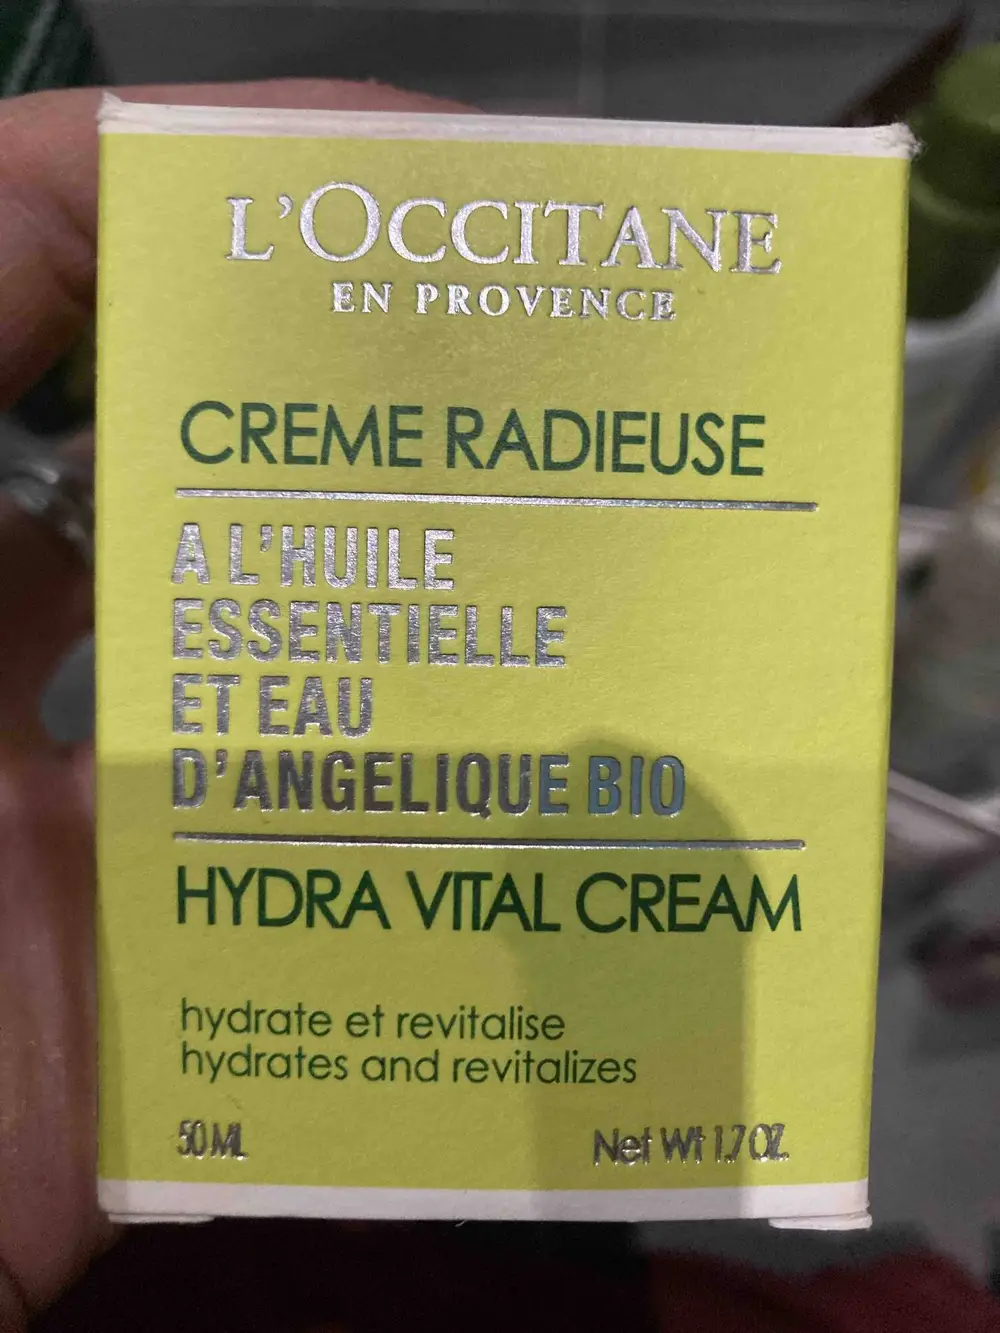 L'OCCITANE
EN PROVENCE
CREME RADIEUSE
A L'HUILE
ESSENTIELLE
ET EAU
D'ANGELIQUE BIO
HYDRA VITAL CREAM
hydrate et revitalise
hydrates and revitalizes
50 ML Net Wt 1.7 OZ.